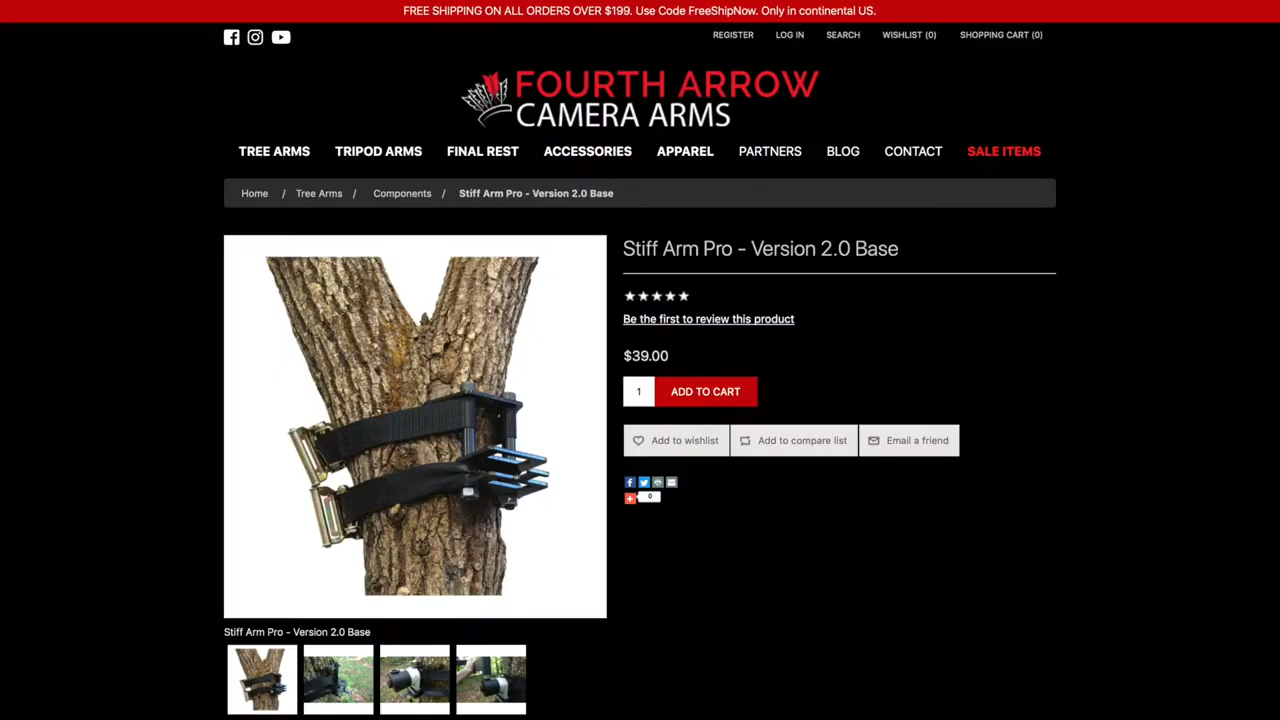 FREE SHIPPING ON ALL ORDERS OVER $199. Use Code FreeShipNow. Only in continental US.
REGISTER LOG IN SEARCH WISHLIST (0) SHOPPING CART (0)
FOURTH ARROW
CAMERA ARMS
TREE ARMS TRIPOD ARMS FINAL REST ACCESSORIES APPAREL PARTNERS BLOG CONTACT SALE ITEMS
Home / Tree Arms / Components / Stiff Arm Pro - Version 2.0 Base
Stiff Arm Pro - Version 2.0 Base
Be the first to review this product
$39.00
1 ADD TO CART
Add to wishlist Add to compare list Email a friend
0
Stiff Arm Pro - Version 2.0 Base